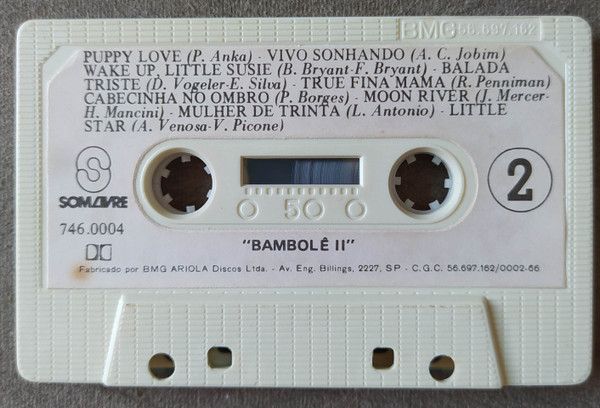 BMG 56.697.162
PUPPY LOVE (P. Anka) - VIVO SONHANDO (A. C. Jobim)
WAKE UP, LITTLE SUSIE (B. Bryant-F. Bryant) - BALADA
TRISTE (D. Vogeler-E. Silva) - TRUE FINA MAMA (R. Penniman)
CABECINHA NO OMBRO (P. Borges) - MOON RIVER (J. Mercer-
H. Mancini) - MULHER DE TRINTA (L. Antonio) - LITTLE
STAR (A. Venosa-V. Picone)
SOMLIVRE
746.0004
50
2
"BAMBOLÊ II"
Fabricado por BMG ARIOLA Discos Ltda. - Av. Eng. Billings, 2227, SP - C.G.C. 56.697.162/0002-66